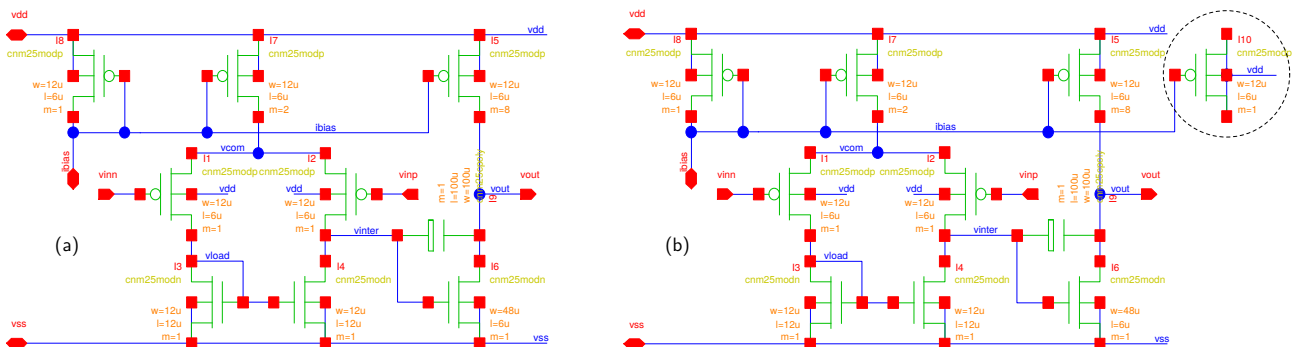 vdd
I8
cnm25modp
w=12u
l=6u
m=1
I7
cnm25modp
w=12u
l=6u
m=2
I5
vdd
cnm25modp
w=12u
l=6u
m=8
ibias
ibias
vcom
I1
cnm25modp
vinn
vdd
w=12u
l=6u
m=1
I2
cnm25modp
vdd
w=12u
l=6u
m=1
vinp
m=1
l=100u
w=100u
I9
vout
vout
(a)
vinter
vload
I3
cnm25modn
w=12u
l=12u
m=1
I4
cnm25modn
w=12u
l=12u
m=1
I6
cnm25modn
w=48u
l=6u
m=1
vss
vss
vdd
I8
cnm25modp
w=12u
l=6u
m=1
I7
cnm25modp
w=12u
l=6u
m=2
I5
vdd
cnm25modp
w=12u
l=6u
m=8
I10
cnm25modp
vdd
w=12u
l=6u
m=1
ibias
ibias
vcom
I1
cnm25modp
vinn
vdd
w=12u
l=6u
m=1
I2
cnm25modp
vdd
w=12u
l=6u
m=1
vinp
m=1
l=100u
w=100u
I9
vout
vout
(b)
vinter
vload
I3
cnm25modn
w=12u
l=12u
m=1
I4
cnm25modn
w=12u
l=12u
m=1
I6
cnm25modn
w=48u
l=6u
m=1
vss
vss